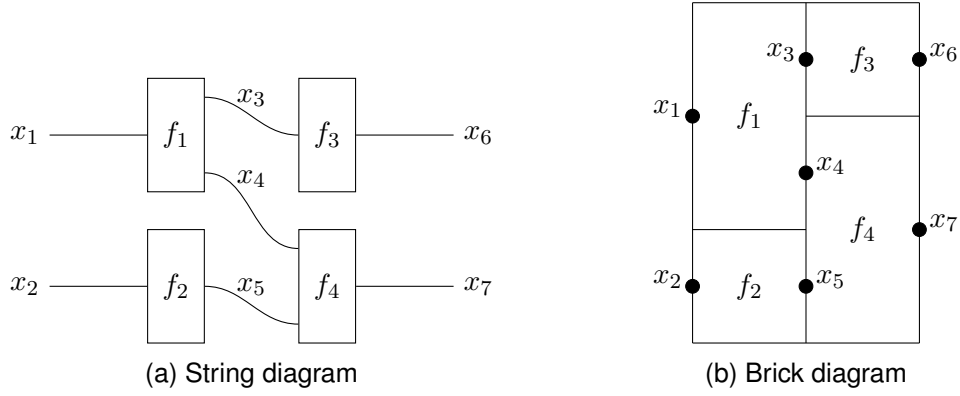 x₁ f₁ x₃ f₃ x₆
x₄
x₂ f₂ x₅ f₄ x₇
(a) String diagram
x₃ f₃ x₆
x₁ f₁
x₄
f₄ x₇
x₂ f₂ x₅
(b) Brick diagram